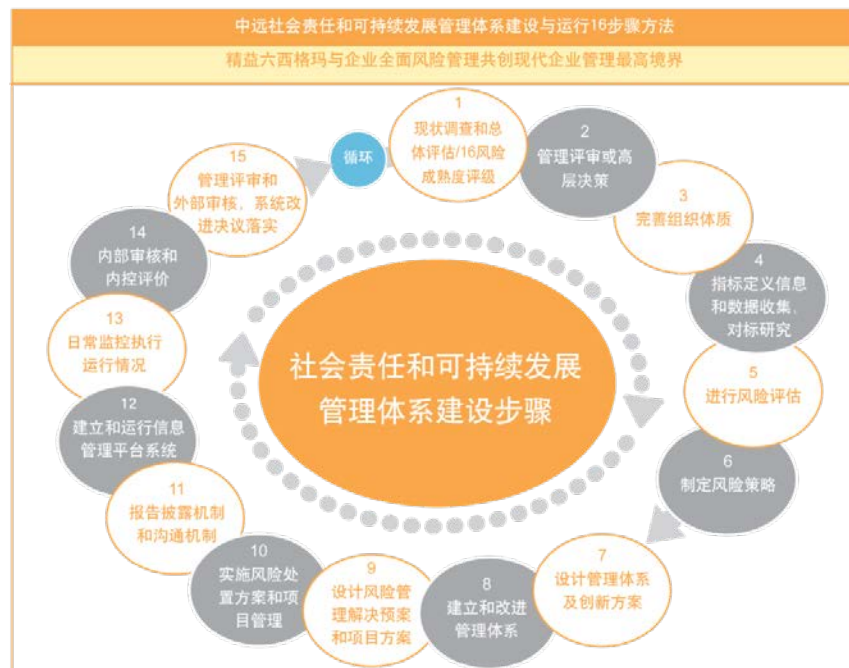 中远社会责任和可持续发展管理体系建设与运行16步骤方法
精益六西格玛与企业全面风险管理共创现代企业管理最高境界
循环
1
现状调查和总
体评估/16风险
成熟度评级
2
管理评审或高
层决策
3
完善组织体质
4
指标定义信息
和数据收集、
对标研究
5
进行风险评估
6
制定风险策略
7
设计管理体系
及创新方案
8
建立和改进
管理体系
9
设计风险管
理解决预案
和项目方案
10
实施风险处
置方案和项
目管理
11
报告披露机制
和沟通机制
12
建立和运行信息
管理平台系统
13
日常监控执行
运行情况
14
内部审核和
内控评价
15
管理评审和
外部审核、系统改
进决议落实
社会责任和可持续发展
管理体系建设步骤